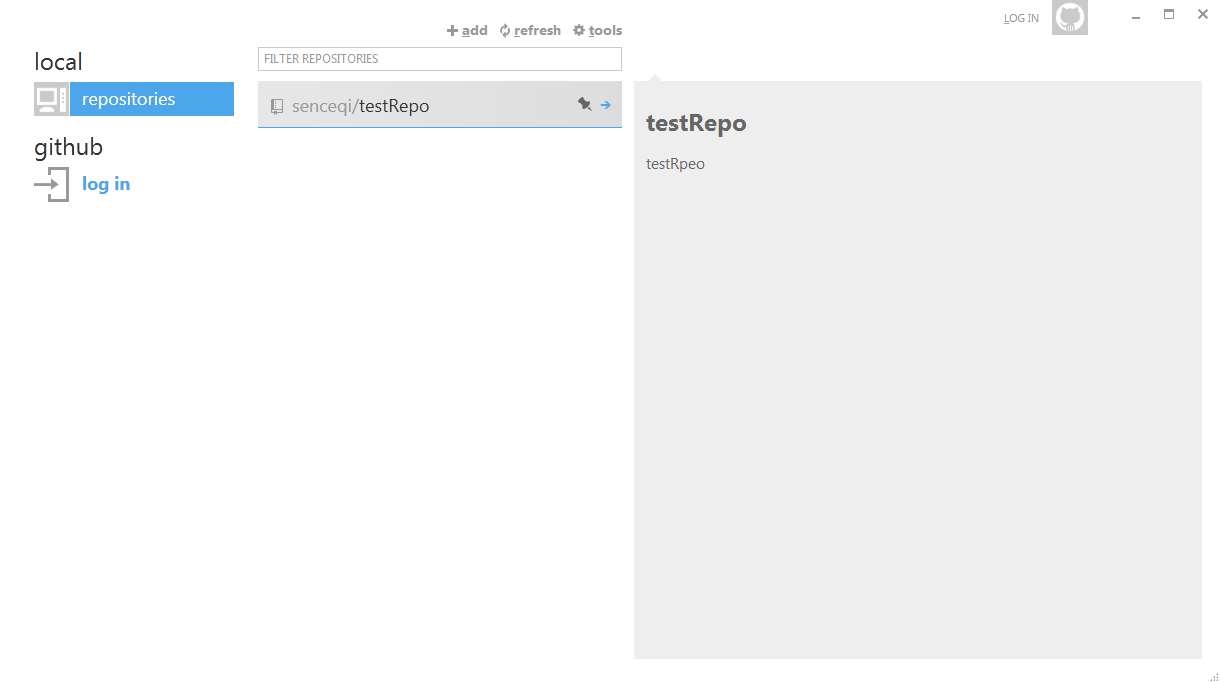 LOG IN
add refresh tools
local
FILTER REPOSITORIES
repositories
senceqi/testRepo
testRepo
github
testRpeo
log in